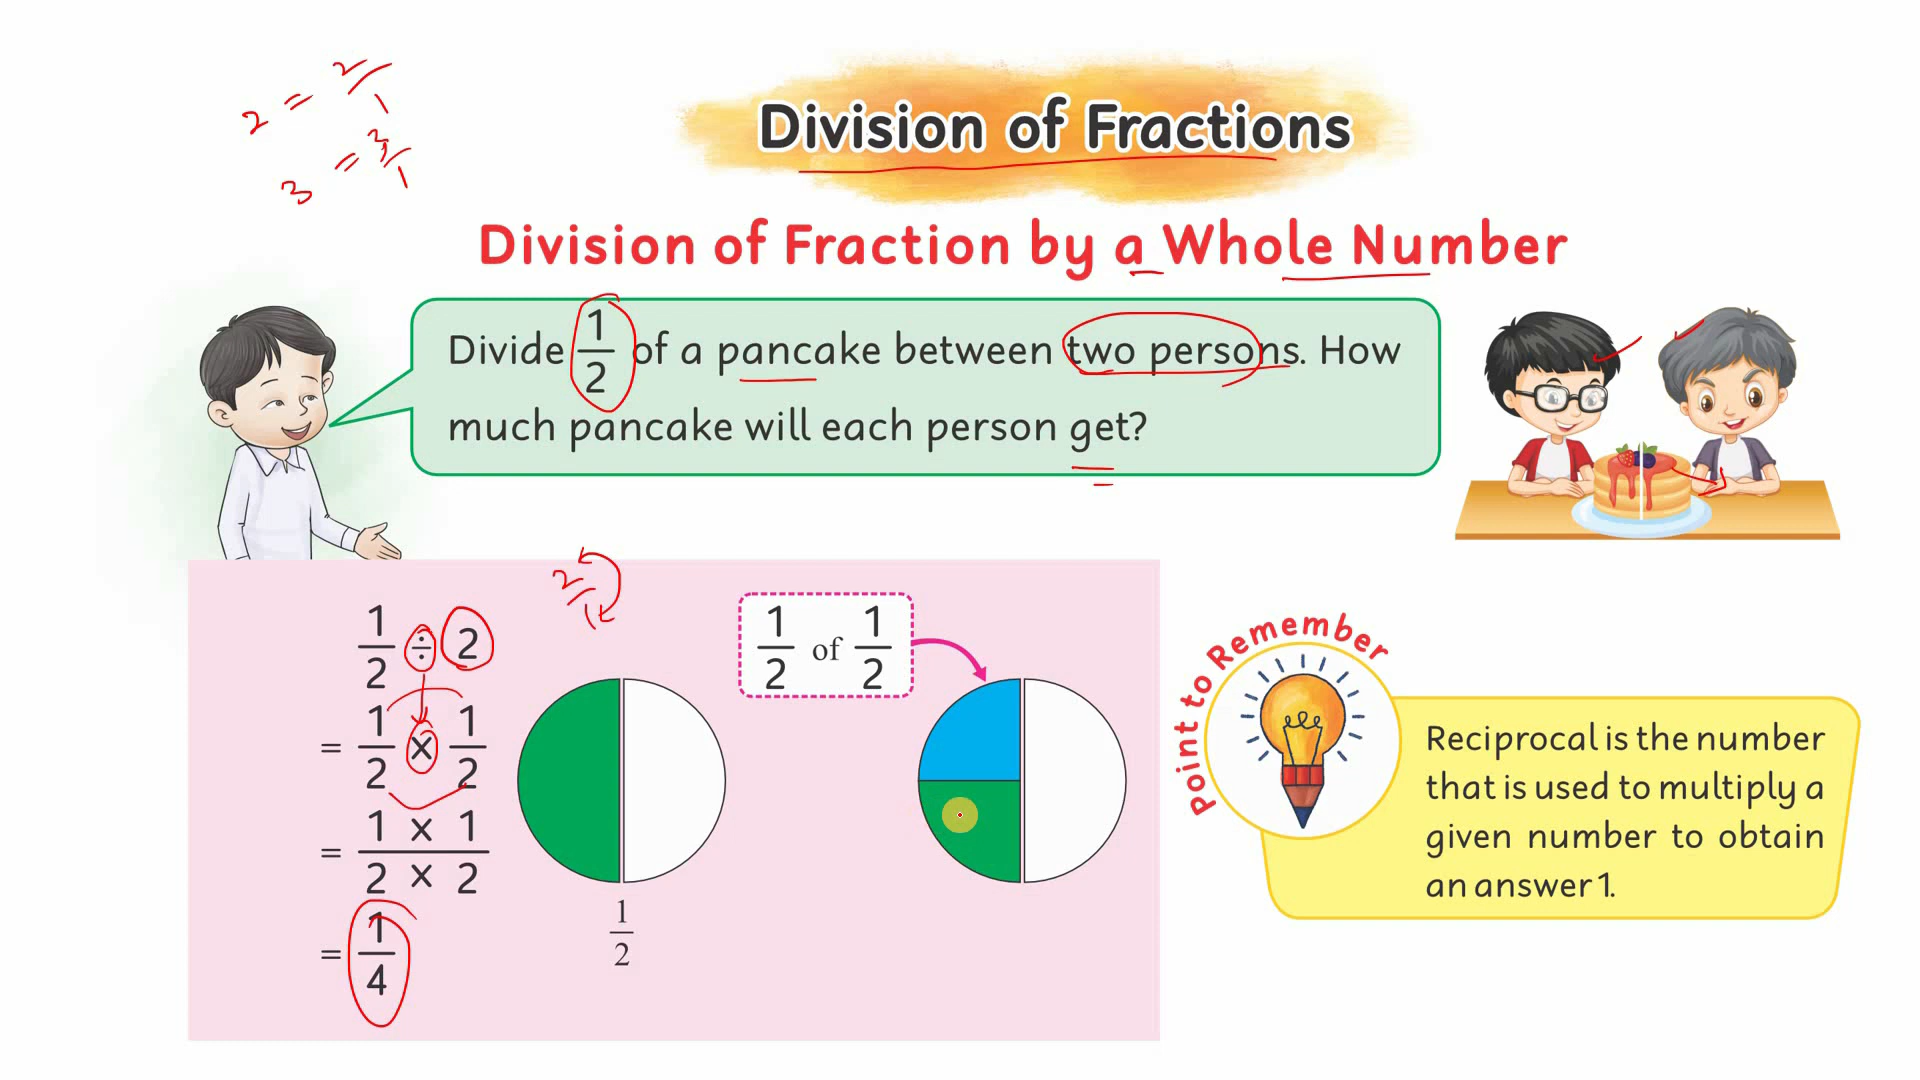 2 = 2/1
3 = 3/1
Division of Fractions
Division of Fraction by a Whole Number
Divide 1/2 of a pancake between two persons. How
much pancake will each person get?
1/2 ÷ 2
= 1/2 × 1/2
= 1 × 1 / 2 × 2
= 1/4
2/1
1/2
1/2 of 1/2
Point to Remember
Reciprocal is the number
that is used to multiply a
given number to obtain
an answer 1.